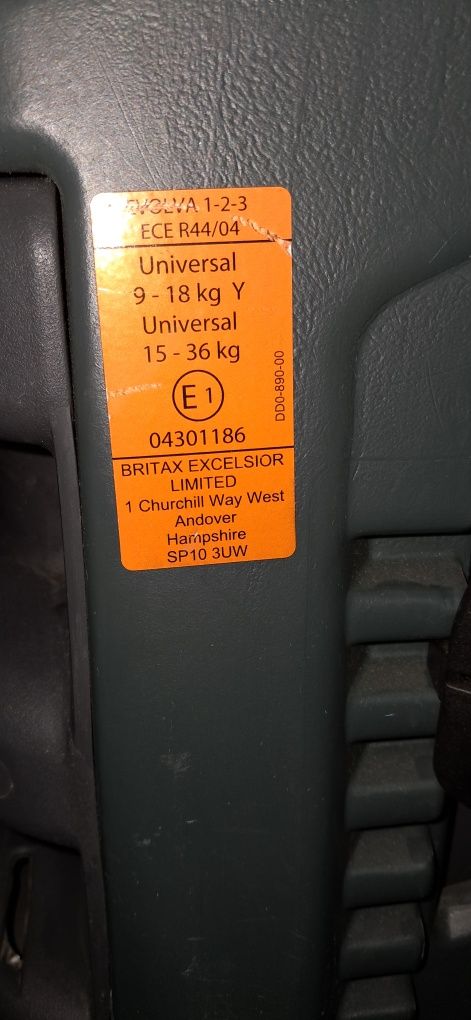 EVOLVA 1-2-3
ECE R44/04
Universal
9 - 18 kg Y
Universal
15 - 36 kg
E 1
04301186
DD0-890-00
BRITAX EXCELSIOR
LIMITED
1 Churchill Way West
Andover
Hampshire
SP10 3UW